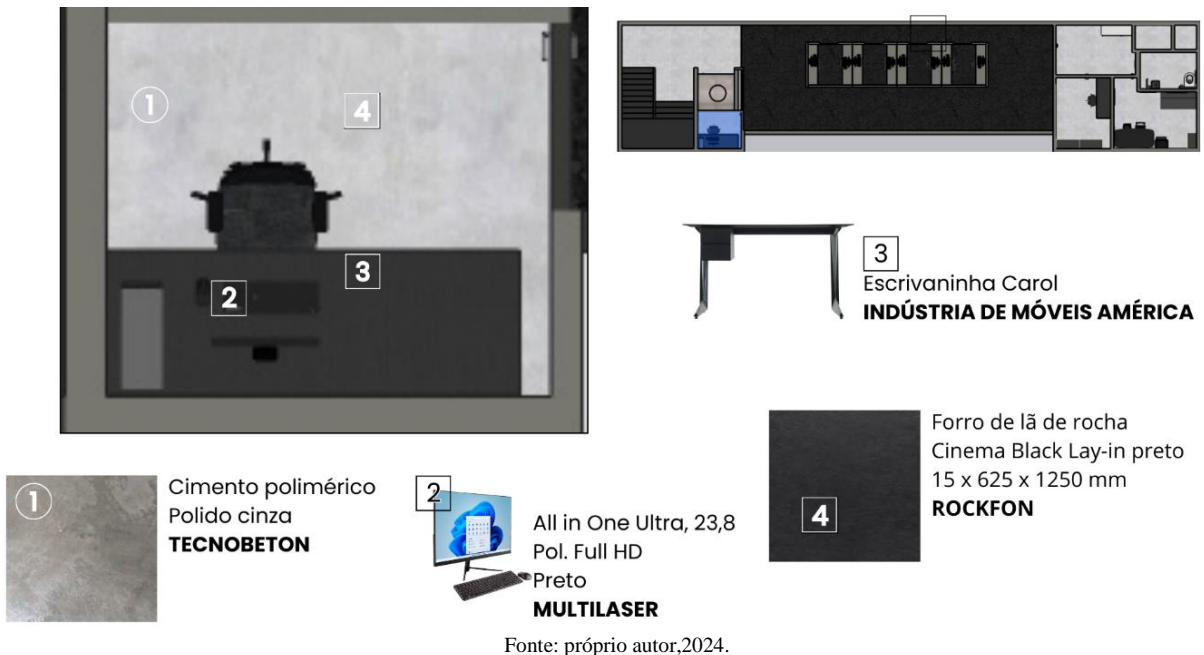 1
4
3
2
3
Escrivaninha Carol
INDÚSTRIA DE MÓVEIS AMÉRICA
4
Forro de lã de rocha
Cinema Black Lay-in preto
15 x 625 x 1250 mm
ROCKFON
1
Cimento polimérico
Polido cinza
TECNOBETON
2
All in One Ultra, 23,8
Pol. Full HD
Preto
MULTILASER
Fonte: próprio autor,2024.